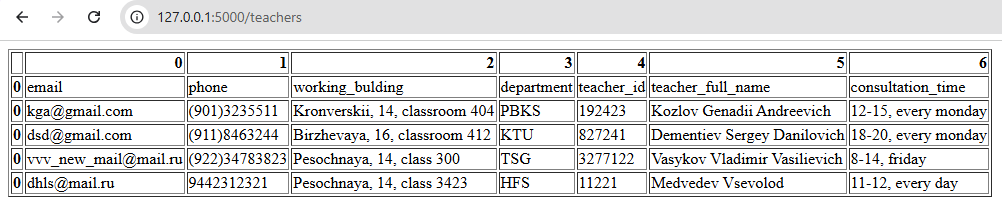 127.0.0.1:5000/teachers
0 1 2 3 4 5 6
0 email phone working_bulding department teacher_id teacher_full_name consultation_time
0 kga@gmail.com (901)3235511 Kronverskii, 14, classroom 404 PBKS 192423 Kozlov Genadii Andreevich 12-15, every monday
0 dsd@gmail.com (911)8463244 Birzhevaya, 16, classroom 412 KTU 827241 Dementiev Sergey Danilovich 18-20, every monday
0 vvv_new_mail@mail.ru (922)34783823 Pesochnaya, 14, class 300 TSG 3277122 Vasykov Vladimir Vasilievich 8-14, friday
0 dhls@mail.ru 9442312321 Pesochnaya, 14, class 3423 HFS 11221 Medvedev Vsevolod 11-12, every day